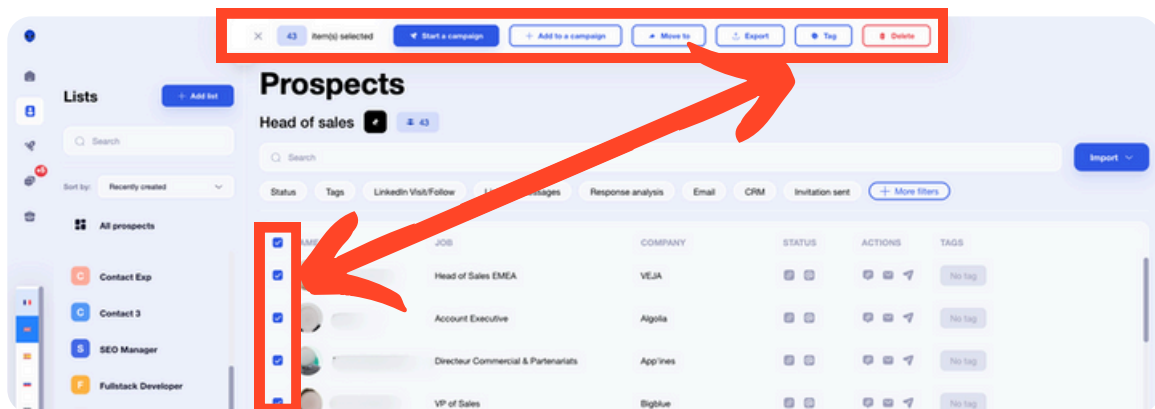 43 item(s) selected Start a campaign + Add to a campaign Move to Export Tag Delete
Prospects
Lists + Add list
Head of sales 43
Search
Search Import
+5
Sort by: Recently created
Status Tags LinkedIn Visit/Follow Response analysis Email CRM Invitation sent + More filters
All prospects
JOB COMPANY STATUS ACTIONS TAGS
C Contact Exp Head of Sales EMEA VEJA No tag
C Contact 3 Account Executive Algolia No tag
S SEO Manager
Directeur Commercial & Partenariats App'ines No tag
F Fullstack Developer
VP of Sales Bigblue No tag